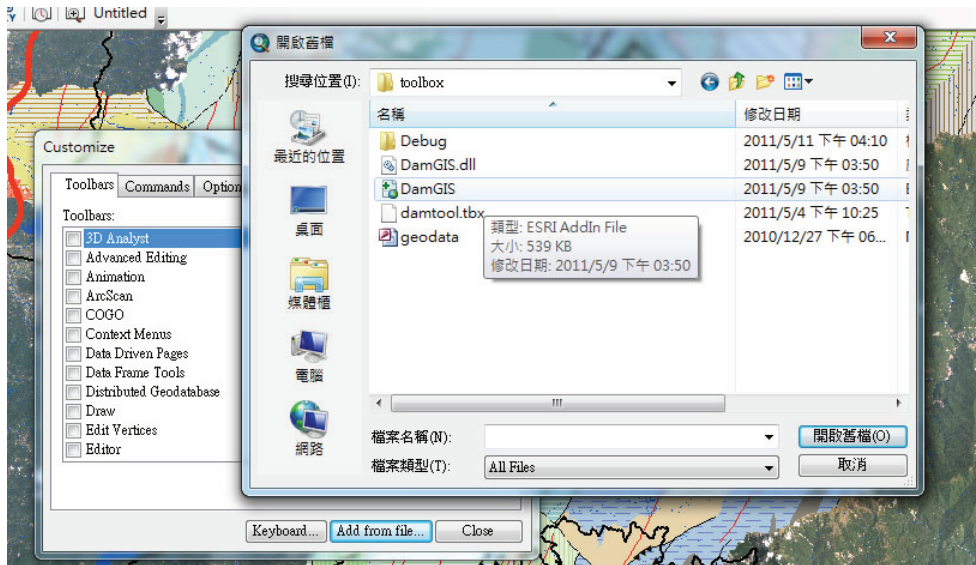 Untitled
開啟舊檔
搜尋位置(I):
toolbox
名稱
修改日期
最近的位置
桌面
媒體櫃
電腦
網路
Debug
2011/5/11 下午 04:10
DamGIS.dll
2011/5/9 下午 03:50
DamGIS
2011/5/9 下午 03:50
damtool.tbx
2011/5/4 下午 10:25
geodata
2010/12/27 下午 06...
類型: ESRI AddIn File
大小: 539 KB
修改日期: 2011/5/9 下午 03:50
檔案名稱(N):
開啟舊檔(O)
檔案類型(T):
All Files
取消
Customize
Toolbars
Commands
Option
Toolbars:
3D Analyst
Advanced Editing
Animation
ArcScan
COGO
Context Menus
Data Driven Pages
Data Frame Tools
Distributed Geodatabase
Draw
Edit Vertices
Editor
Keyboard...
Add from file...
Close